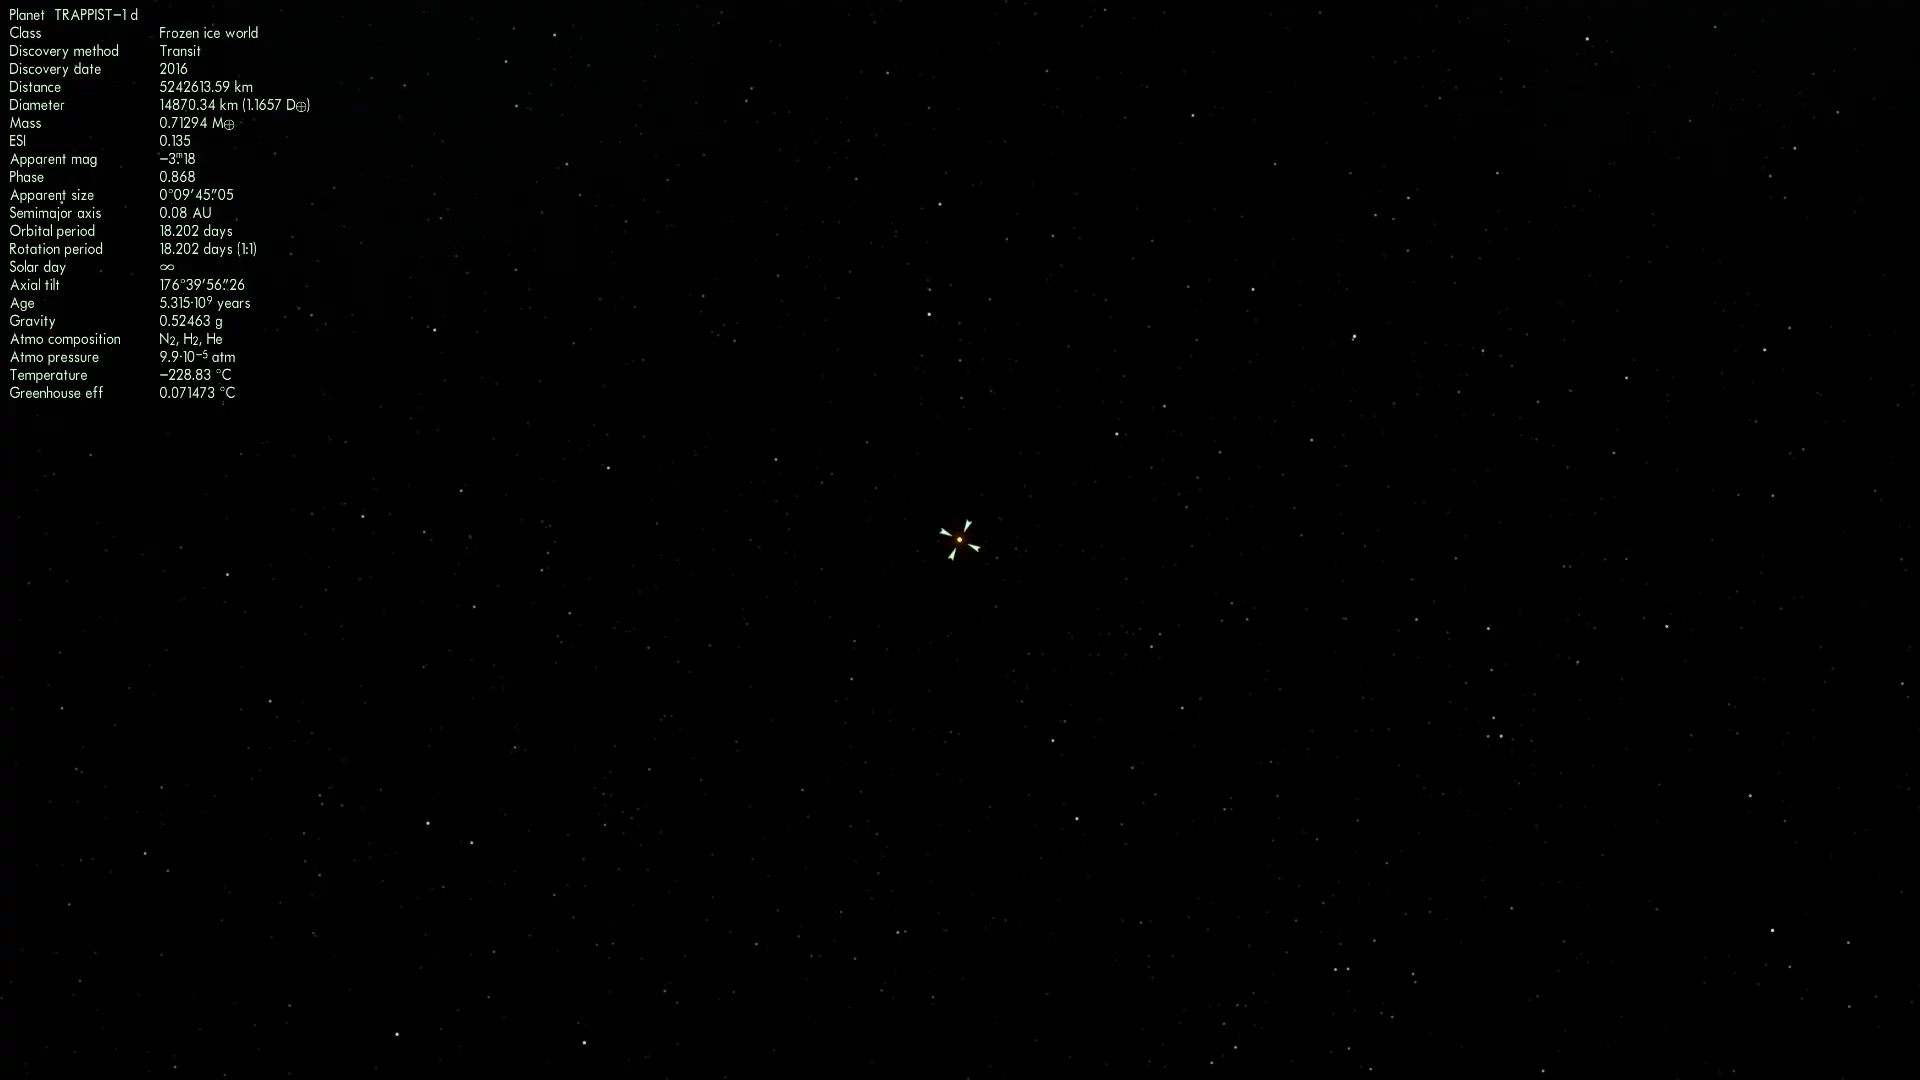 Planet TRAPPIST-1 d
Class Frozen ice world
Discovery method Transit
Discovery date 2016
Distance 5242613.59 km
Diameter 14870.34 km (1.1657 D⊕)
Mass 0.71294 M⊕
ESI 0.135
Apparent mag −3.ᵐ18
Phase 0.868
Apparent size 0°09′45.″05
Semimajor axis 0.08 AU
Orbital period 18.202 days
Rotation period 18.202 days (1:1)
Solar day ∞
Axial tilt 176°39′56.″26
Age 5.315·10⁹ years
Gravity 0.52463 g
Atmo composition N₂, H₂, He
Atmo pressure 9.9·10⁻⁵ atm
Temperature −228.83 °C
Greenhouse eff 0.071473 °C